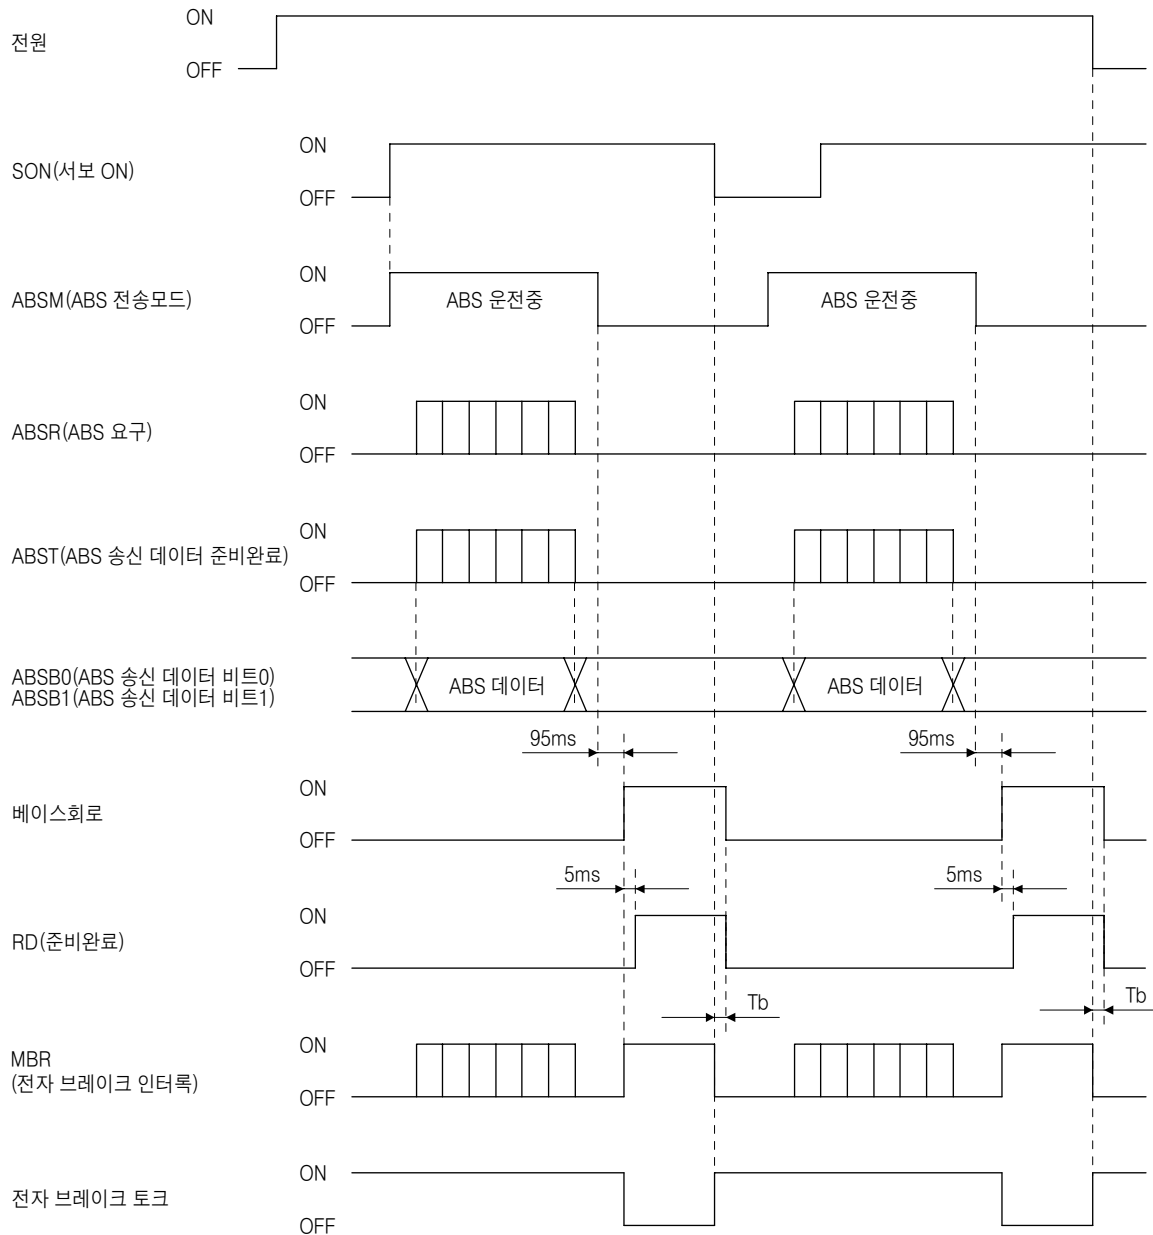 ON
전원
OFF
ON
SON(서보 ON)
OFF
ON
ABSM(ABS 전송모드)
ABS 운전중
ABS 운전중
OFF
ON
ABSR(ABS 요구)
OFF
ON
ABST(ABS 송신 데이터 준비완료)
OFF
ABSB0(ABS 송신 데이터 비트0)
ABSB1(ABS 송신 데이터 비트1)
ABS 데이터
ABS 데이터
95ms
95ms
ON
베이스회로
OFF
5ms
5ms
ON
RD(준비완료)
OFF
Tb
Tb
ON
MBR
(전자 브레이크 인터록)
OFF
ON
전자 브레이크 토크
OFF